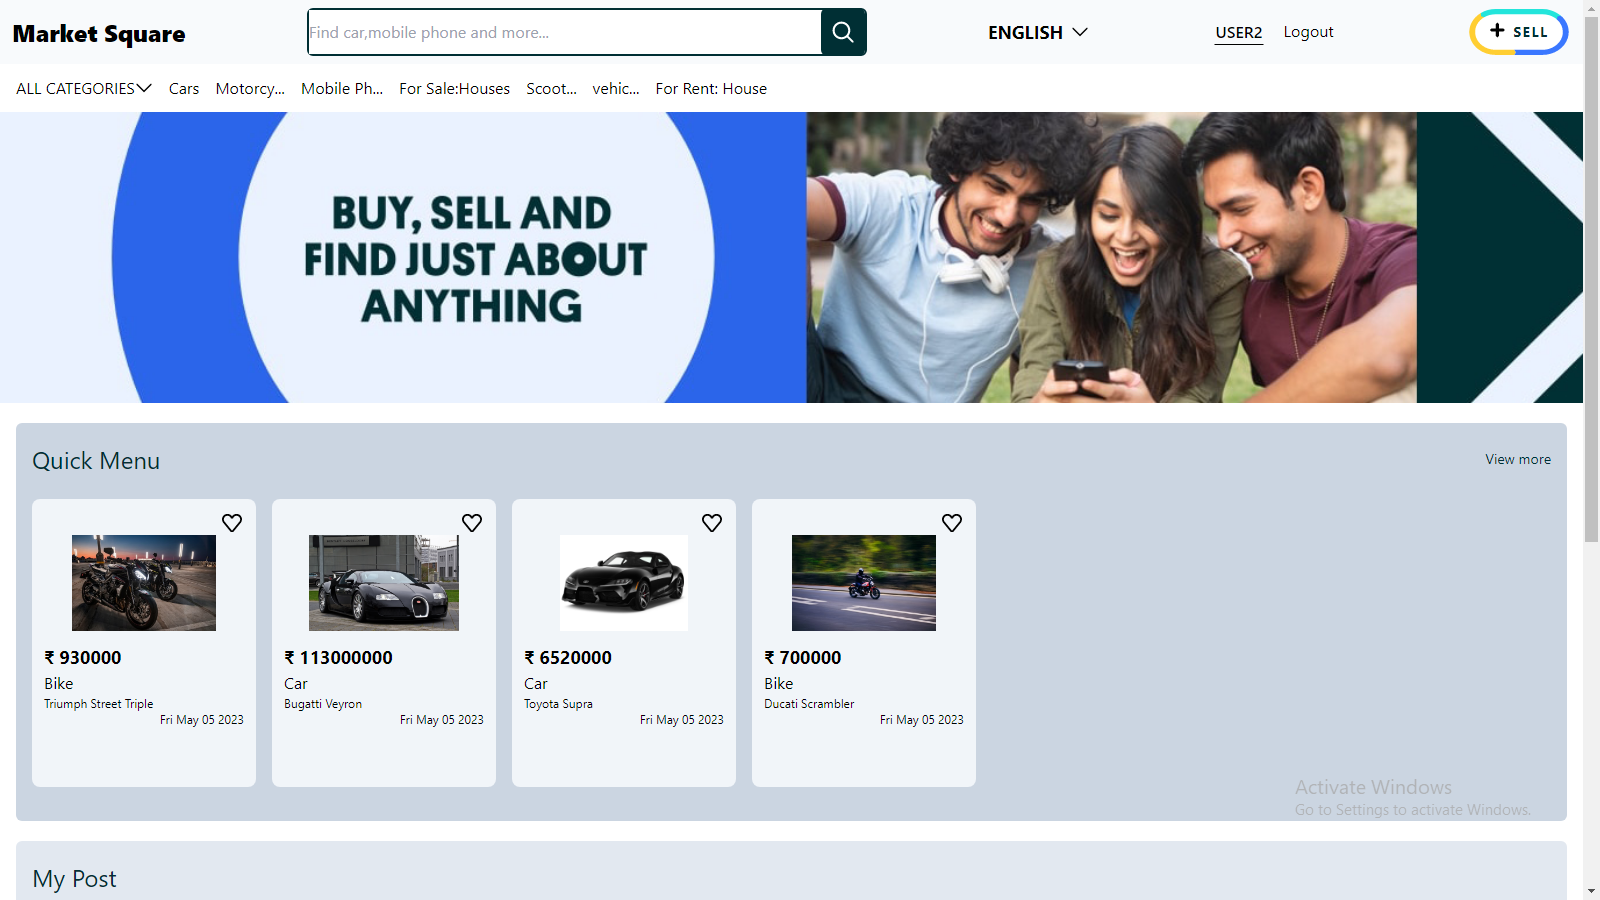 Market Square
Find car,mobile phone and more...
ENGLISH
USER2
Logout
+ SELL
ALL CATEGORIES
Cars
Motorcy...
Mobile Ph...
For Sale:Houses
Scoot...
vehic...
For Rent: House
BUY, SELL AND
FIND JUST ABOUT
ANYTHING
Quick Menu
View more
₹ 930000
Bike
Triumph Street Triple
Fri May 05 2023
₹ 113000000
Car
Bugatti Veyron
Fri May 05 2023
₹ 6520000
Car
Toyota Supra
Fri May 05 2023
₹ 700000
Bike
Ducati Scrambler
Fri May 05 2023
Activate Windows
Go to Settings to activate Windows.
My Post